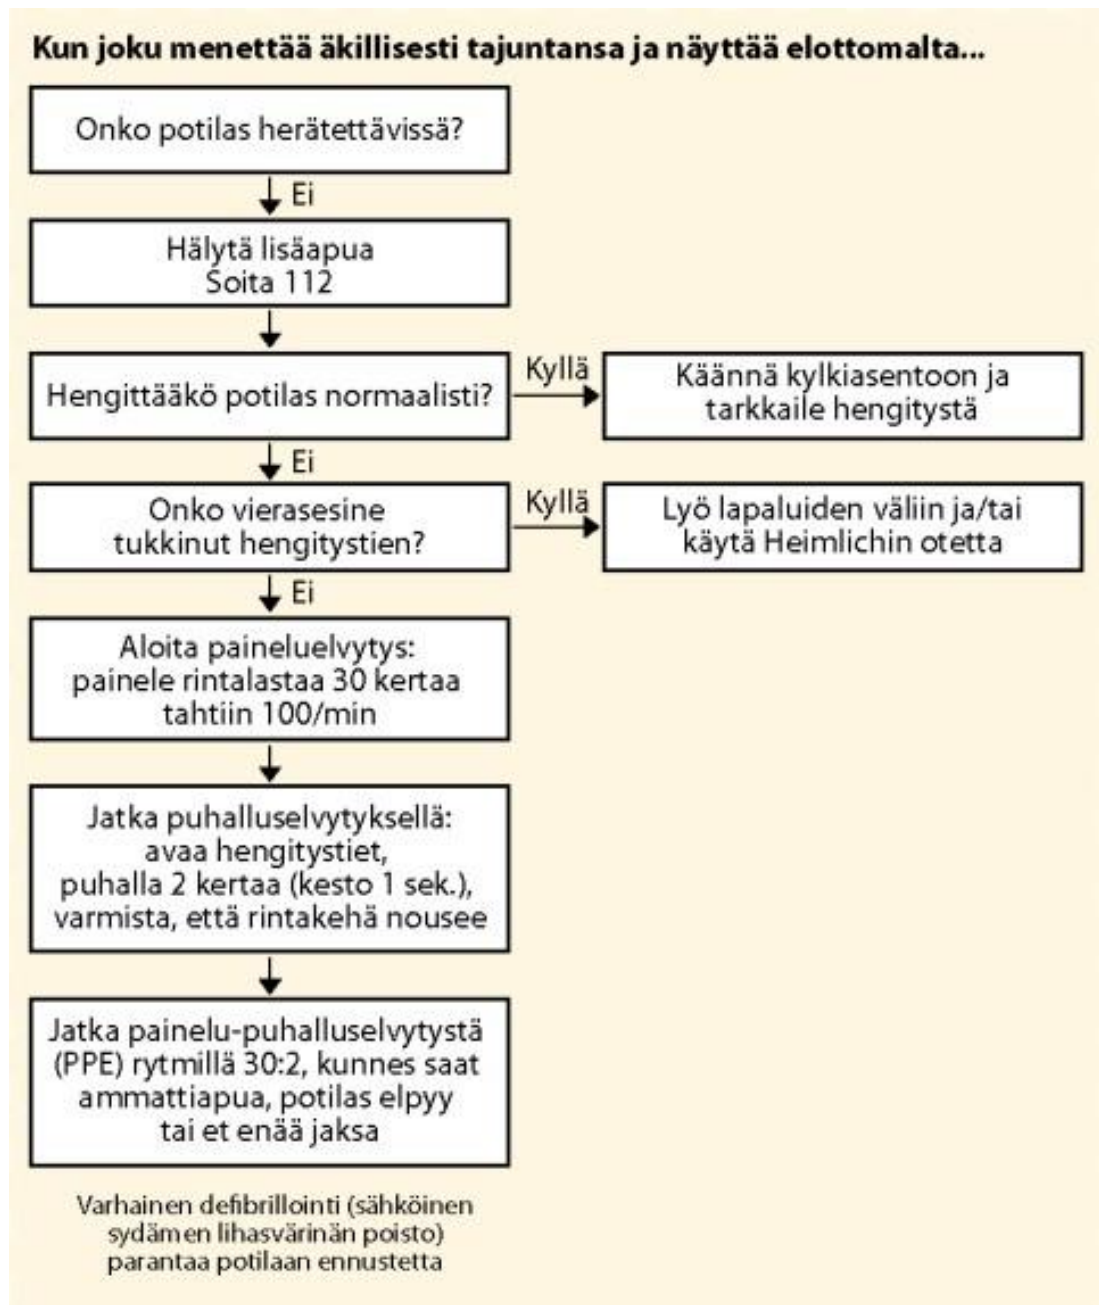 Kun joku menettää äkillisesti tajuntansa ja näyttää elottomalta...
Onko potilas herätettävissä?
Ei
Hälytä lisäapua
Soita 112
Hengittääkö potilas normaalisti?
Kyllä
Käännä kylkiasentoon ja
tarkkaile hengitystä
Ei
Onko vierasesine
tukkinut hengitystien?
Kyllä
Lyö lapaluiden väliin ja/tai
käytä Heimlichin otetta
Ei
Aloita paineluelvytys:
painele rintalastaa 30 kertaa
tahtiin 100/min
Jatka puhalluselvytyksellä:
avaa hengitystiet,
puhalla 2 kertaa (kesto 1 sek.),
varmista, että rintakehä nousee
Jatka painelu-puhalluselvytystä
(PPE) rytmillä 30:2, kunnes saat
ammattiapua, potilas elpyy
tai et enää jaksa
Varhainen defibrillointi (sähköinen
sydämen lihasvärinän poisto)
parantaa potilaan ennustetta